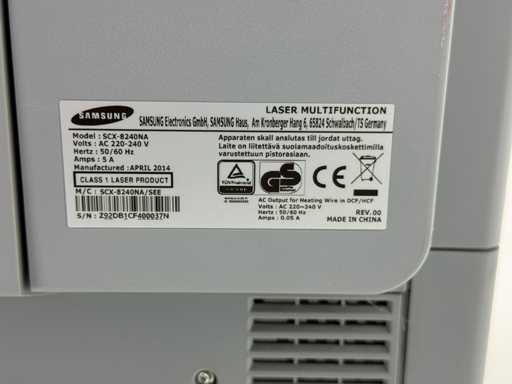 SAMSUNG
LASER MULTIFUNCTION
SAMSUNG Electronics GmbH, SAMSUNG Haus, Am Kronberger Hang 6, 65824 Schwalbach/TS Germany
Model : SCX-8240NA
Volts : AC 220-240 V
Hertz : 50/60 Hz
Amps : 5 A
Manufactured : APRIL 2014
CLASS 1 LASER PRODUCT
M/C : SCX-8240NA/SEE
S/N : Z92DB1CF400037N
Apparaten skall anslutas till jordat uttag.
Laite on liitettävä suojamaadoituskoskettimilla
varustettuun pistorasiaan.
GS
CE
AC Output for Heating Wire in DCF/HCF
Volts : AC 220~240 V
Hertz : 50/60 Hz
Amps : 0.05 A
REV.00
MADE IN CHINA